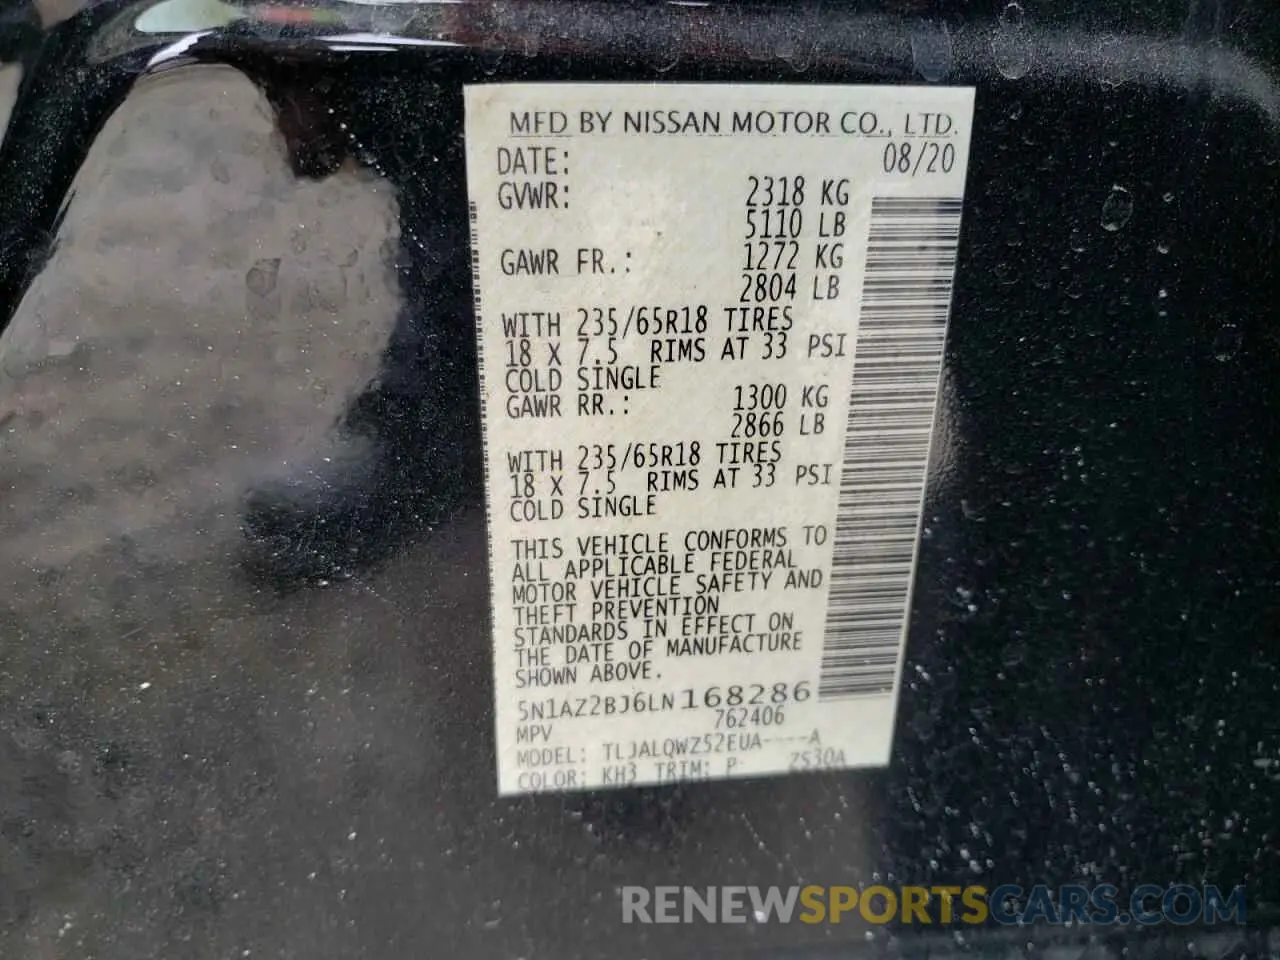 MFD BY NISSAN MOTOR CO., LTD.
DATE: 08/20
GVWR: 2318 KG
5110 LB
GAWR FR.: 1272 KG
2804 LB
WITH 235/65R18 TIRES
18 X 7.5 RIMS AT 33 PSI
COLD SINGLE
GAWR RR.: 1300 KG
2866 LB
WITH 235/65R18 TIRES
18 X 7.5 RIMS AT 33 PSI
COLD SINGLE
THIS VEHICLE CONFORMS TO
ALL APPLICABLE FEDERAL
MOTOR VEHICLE SAFETY AND
THEFT PREVENTION
STANDARDS IN EFFECT ON
THE DATE OF MANUFACTURE
SHOWN ABOVE.
5N1AZ2BJ6LN168286
MPV 762406
MODEL: TLJALQWZ52EUA----A
COLOR: KH3 TRIM: P ZS30A
RENEWSPORTSCARS.COM